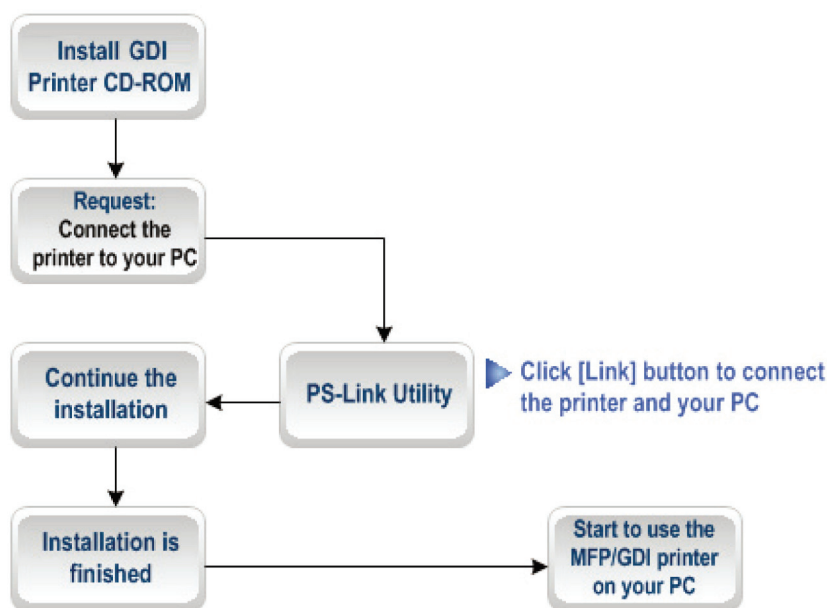 Install GDI
Printer CD-ROM
Request:
Connect the
printer to your PC
PS-Link Utility
Click [Link] button to connect
the printer and your PC
Continue the
installation
Installation is
finished
Start to use the
MFP/GDI printer
on your PC